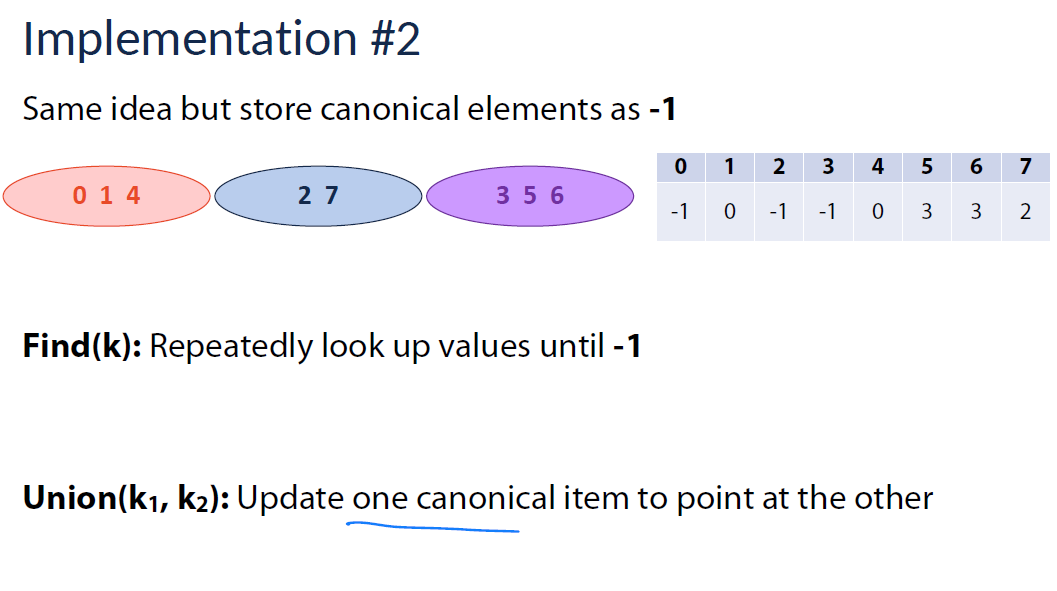 Implementation #2
Same idea but store canonical elements as -1
0 1 4
2 7
3 5 6
0 1 2 3 4 5 6 7
-1 0 -1 -1 0 3 3 2
Find(k): Repeatedly look up values until -1
Union(k₁, k₂): Update one canonical item to point at the other